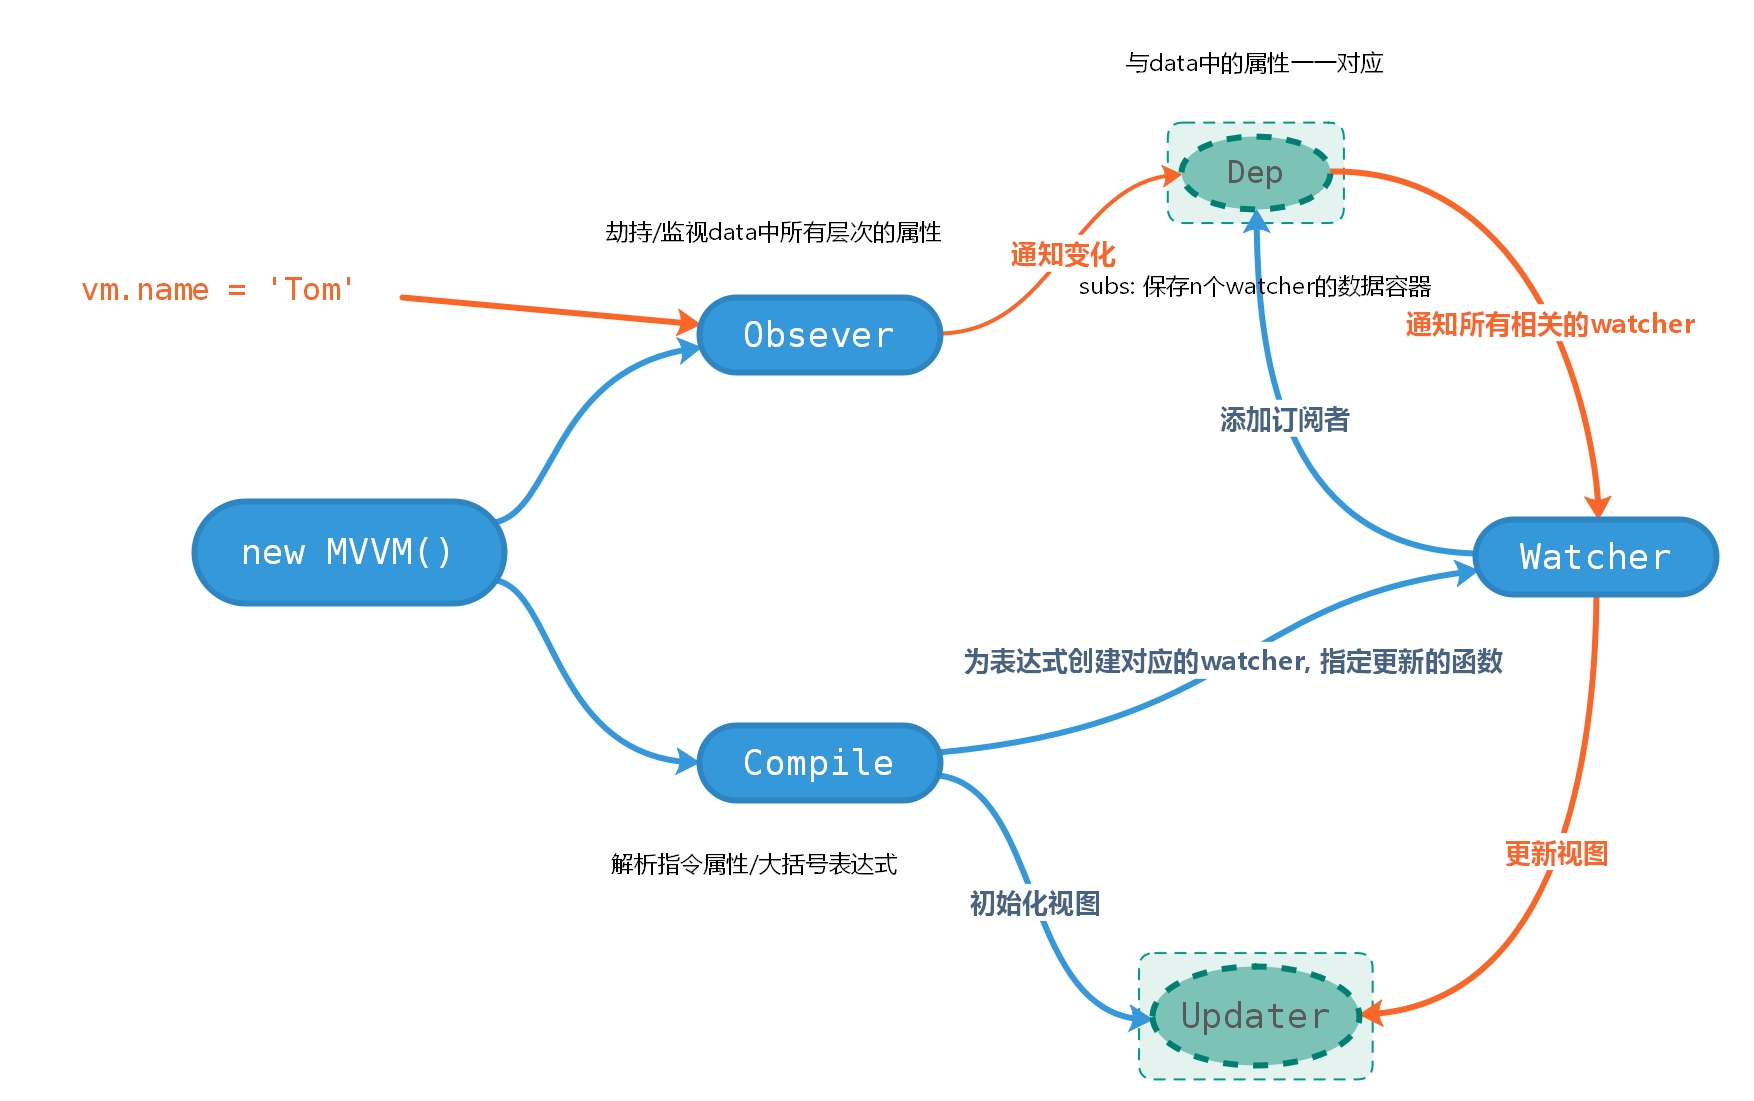 与data中的属性一一对应
Dep
劫持/监视data中所有层次的属性
通知变化
vm.name = 'Tom'
subs: 保存n个watcher的数据容器
Obsever
通知所有相关的watcher
添加订阅者
new MVVM()
Watcher
为表达式创建对应的watcher, 指定更新的函数
Compile
更新视图
解析指令属性/大括号表达式
初始化视图
Updater